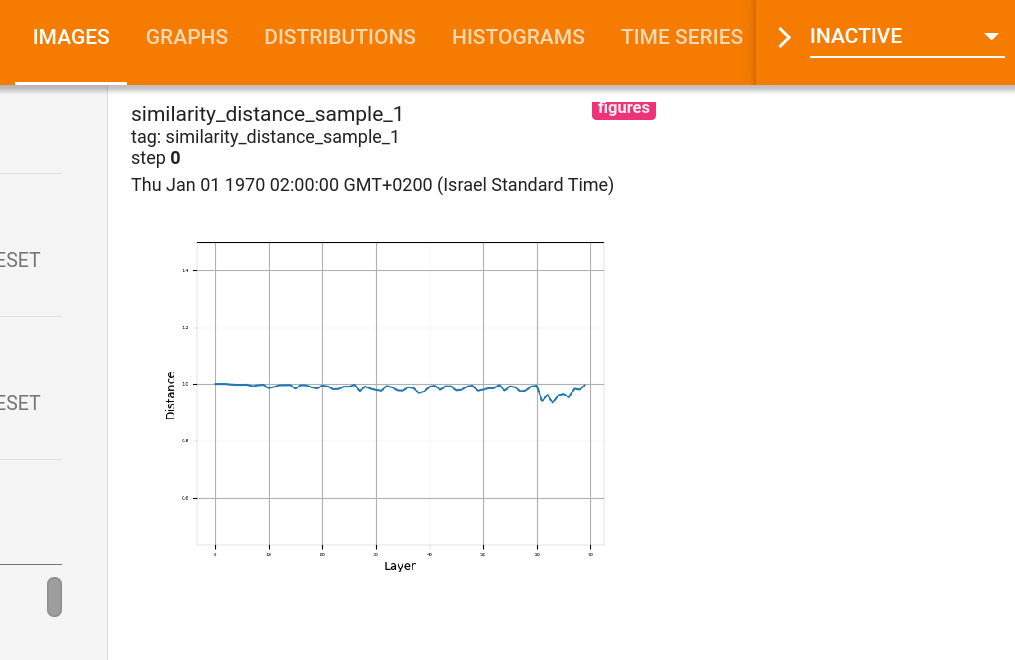 IMAGES GRAPHS DISTRIBUTIONS HISTOGRAMS TIME SERIES INACTIVE
similarity_distance_sample_1
figures
tag: similarity_distance_sample_1
step 0
Thu Jan 01 1970 02:00:00 GMT+0200 (Israel Standard Time)
ESET
ESET
1.4
1.2
1.0
0.8
0.6
Distance
0 10 20 30 40 50 60 70
Layer